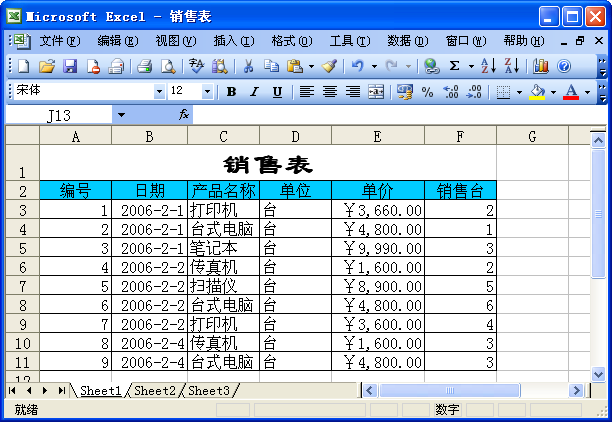 Microsoft Excel - 销售表
文件(F) 编辑(E) 视图(V) 插入(I) 格式(O) 工具(T) 数据(D) 窗口(W) 帮助(H)
宋体 12 B I U
J13 fx
A B C D E F G
1 销售表
2 编号 日期 产品名称 单位 单价 销售台
3 1 2006-2-1 打印机 台 ￥3,660.00 2
4 2 2006-2-1 台式电脑 台 ￥4,800.00 1
5 3 2006-2-1 笔记本 台 ￥9,990.00 3
6 4 2006-2-2 传真机 台 ￥1,600.00 2
7 5 2006-2-2 扫描仪 台 ￥8,900.00 5
8 6 2006-2-2 台式电脑 台 ￥4,800.00 6
9 7 2006-2-2 打印机 台 ￥3,600.00 4
10 8 2006-2-4 传真机 台 ￥1,600.00 3
11 9 2006-2-4 台式电脑 台 ￥4,800.00 3
12
Sheet1 Sheet2 Sheet3
就绪 数字